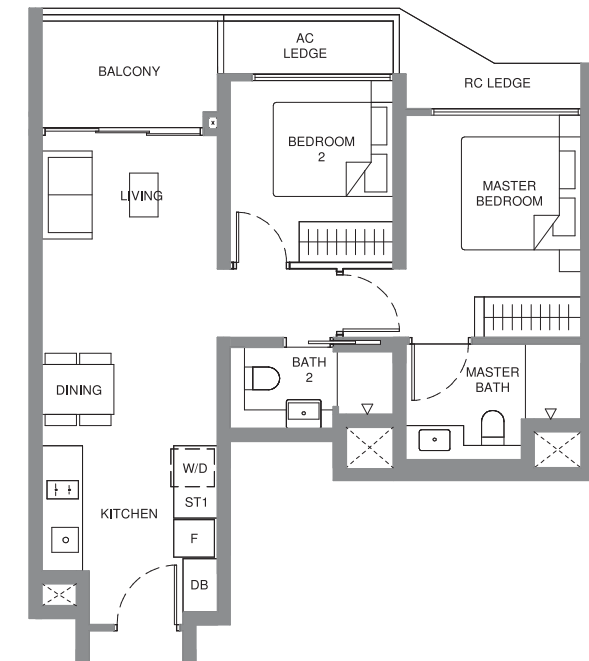 AC
LEDGE
BALCONY
RC LEDGE
BEDROOM
2
LIVING
MASTER
BEDROOM
BATH
2
MASTER
BATH
DINING
W/D
ST1
KITCHEN
F
DB